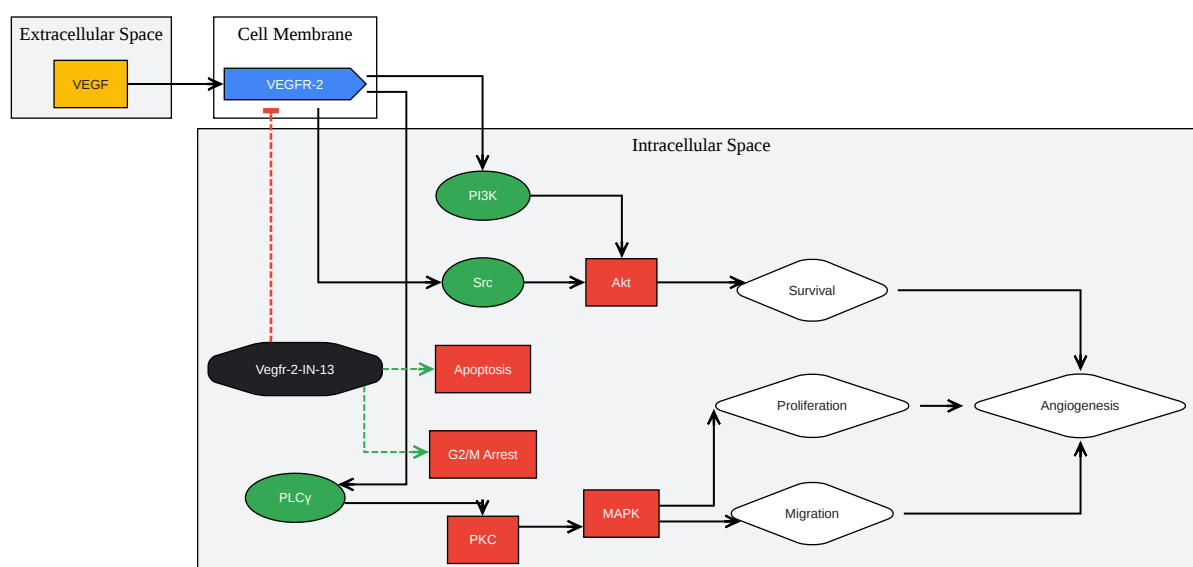 Extracellular Space
Cell Membrane
VEGF
VEGFR-2
Intracellular Space
PI3K
Src
Akt
Survival
Vegfr-2-IN-13
Apoptosis
Proliferation
Angiogenesis
G2/M Arrest
PLCγ
PKC
MAPK
Migration